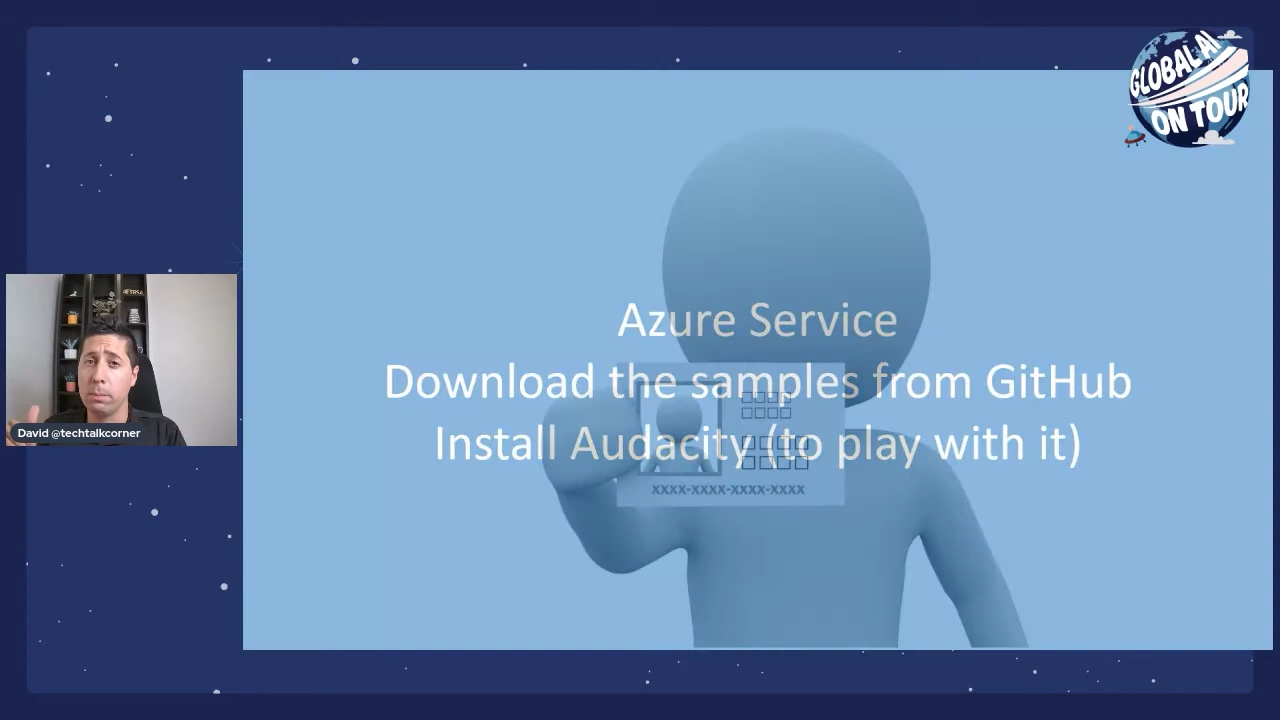 GLOBAL AI
ON TOUR
Azure Service
Download the samples from GitHub
Install Audacity (to play with it)
XXXX-XXXX-XXXX-XXXX
David @techtalkcorner